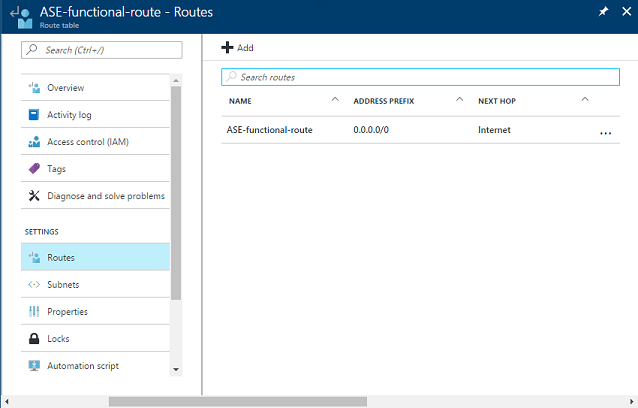 ASE-functional-route - Routes
Route table
Search (Ctrl+/)
Overview
Activity log
Access control (IAM)
Tags
Diagnose and solve problems
SETTINGS
Routes
Subnets
Properties
Locks
Automation script
Add
Search routes
NAME ADDRESS PREFIX NEXT HOP
ASE-functional-route 0.0.0.0/0 Internet ...